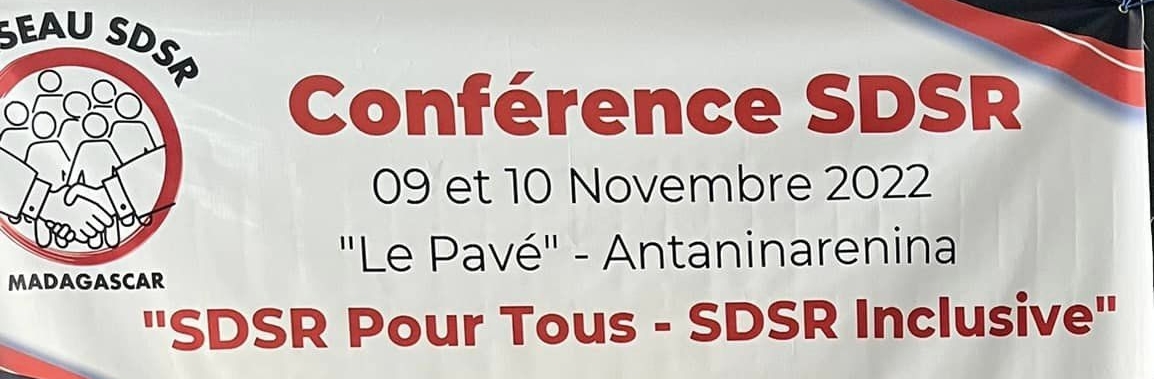 SEAU SDSR
MADAGASCAR
Conférence SDSR
09 et 10 Novembre 2022
"Le Pavé" - Antaninarenina
"SDSR Pour Tous - SDSR Inclusive"